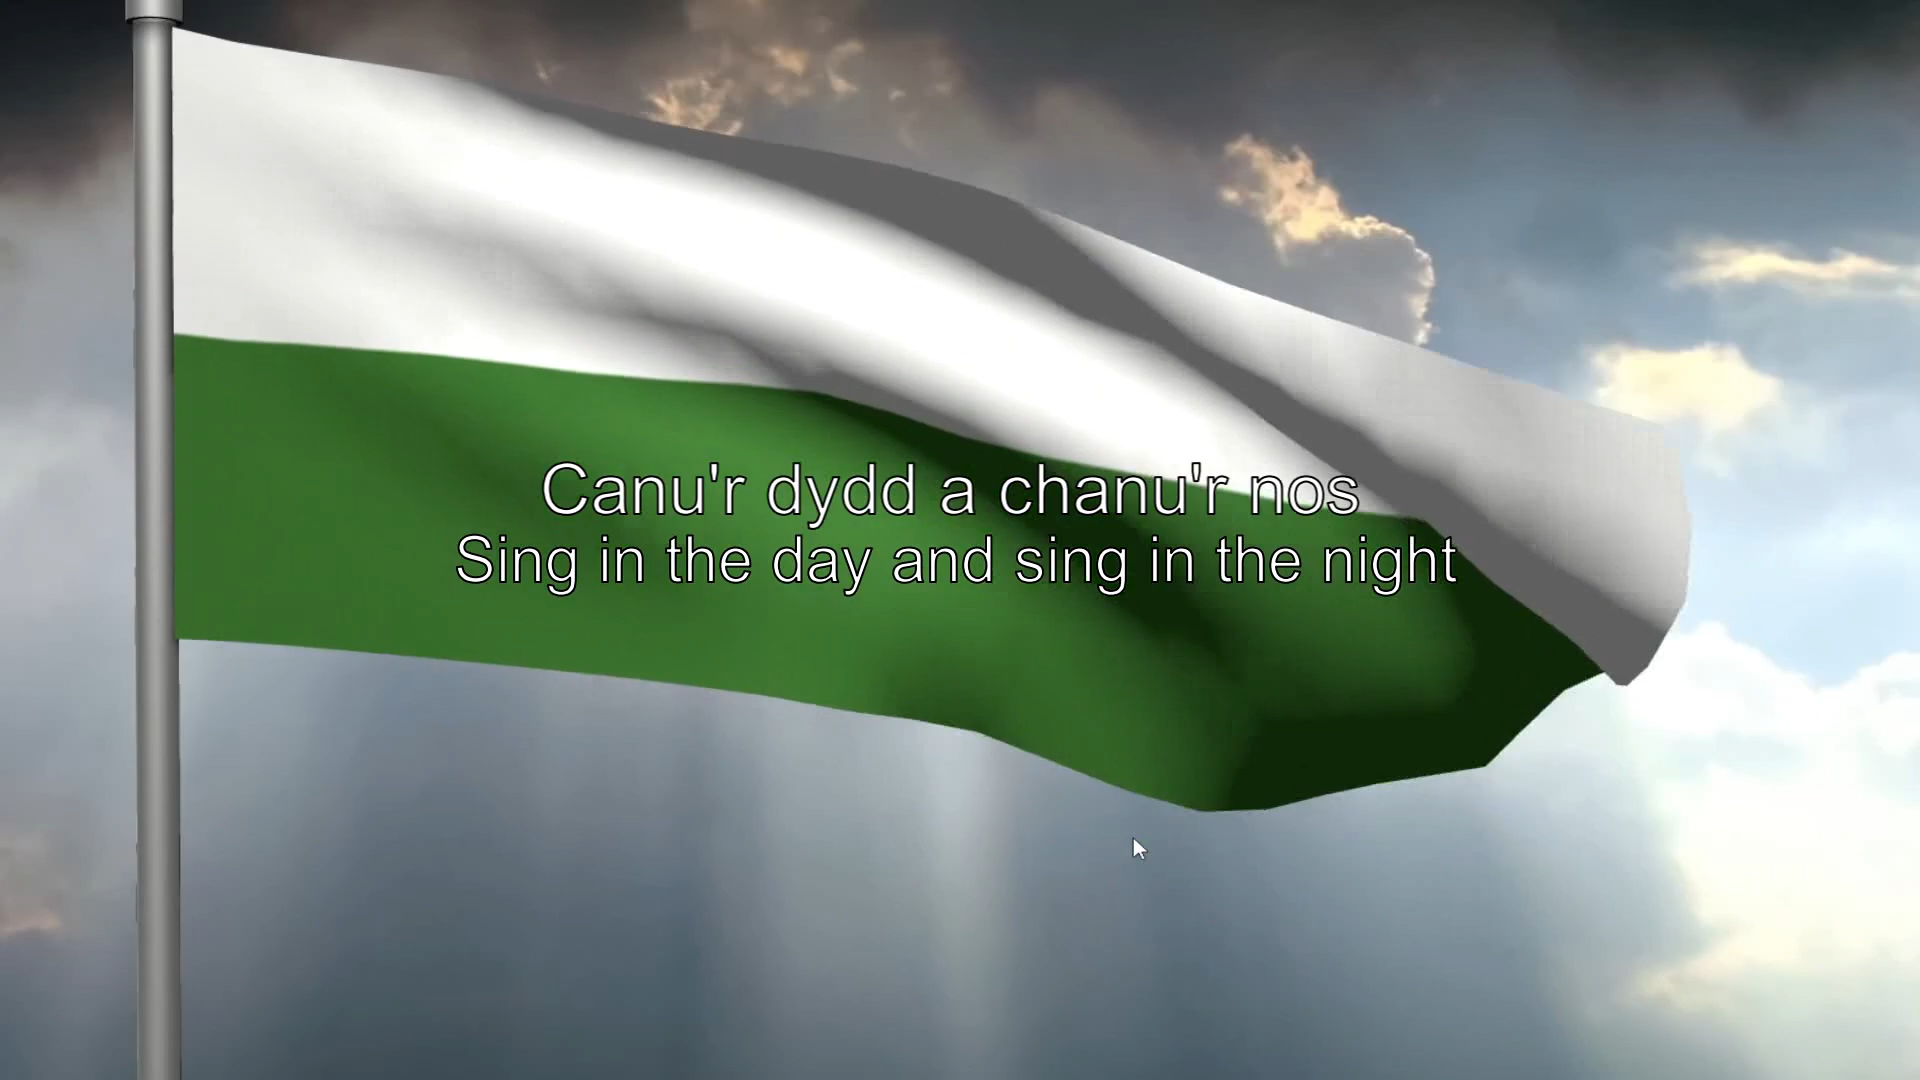 Canu'r dydd a chanu'r nos
Sing in the day and sing in the night